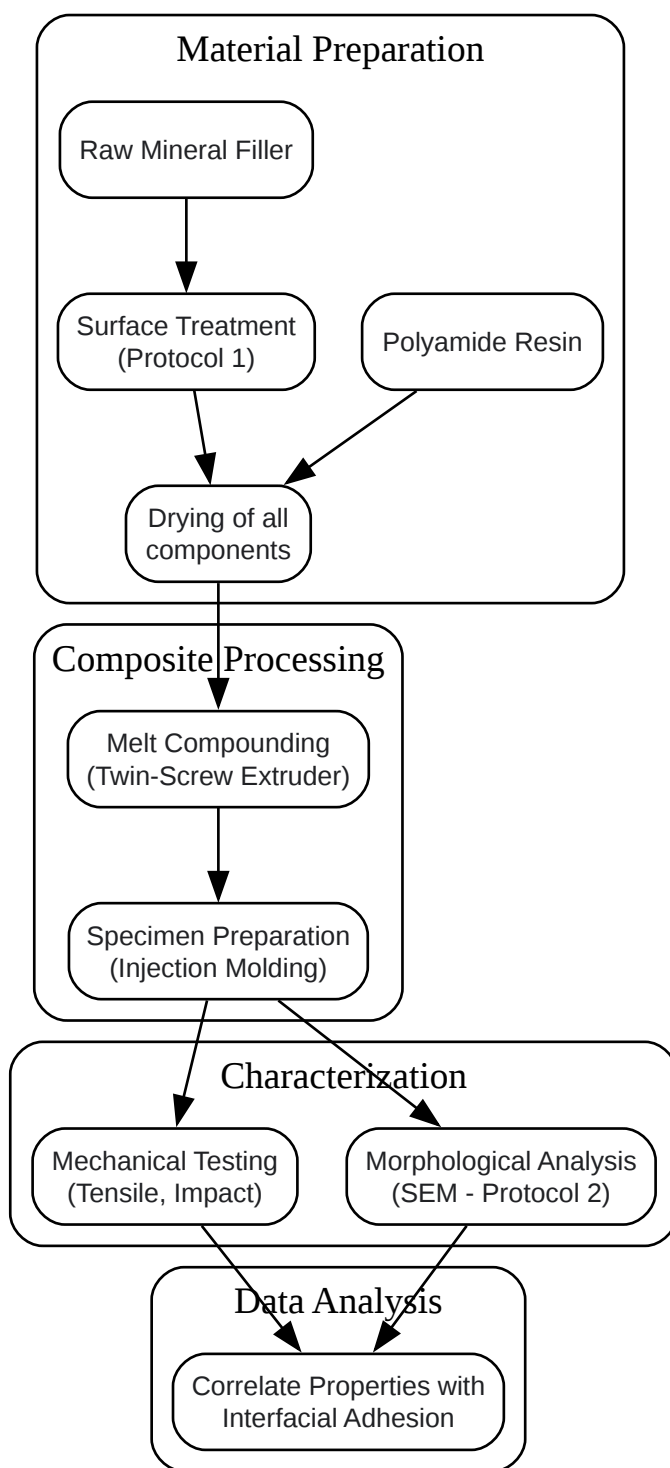 Material Preparation
Raw Mineral Filler
Surface Treatment
(Protocol 1)
Polyamide Resin
Drying of all
components
Composite Processing
Melt Compounding
(Twin-Screw Extruder)
Specimen Preparation
(Injection Molding)
Characterization
Mechanical Testing
(Tensile, Impact)
Morphological Analysis
(SEM - Protocol 2)
Data Analysis
Correlate Properties with
Interfacial Adhesion